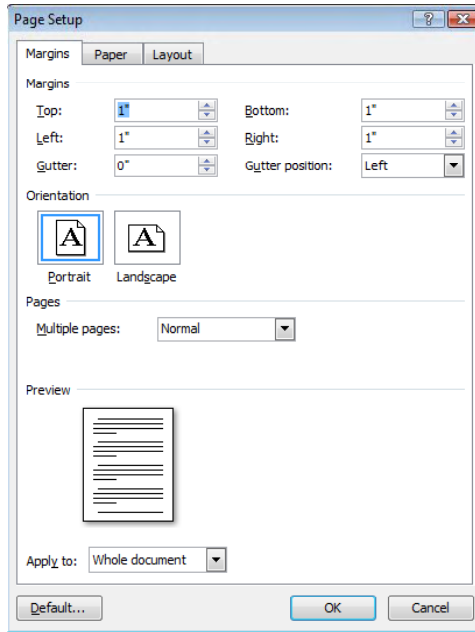 Page Setup
Margins Paper Layout
Margins
Top: 1" Bottom: 1"
Left: 1" Right: 1"
Gutter: 0" Gutter position: Left
Orientation
A A
Portrait Landscape
Pages
Multiple pages: Normal
Preview
Apply to: Whole document
Default... OK Cancel